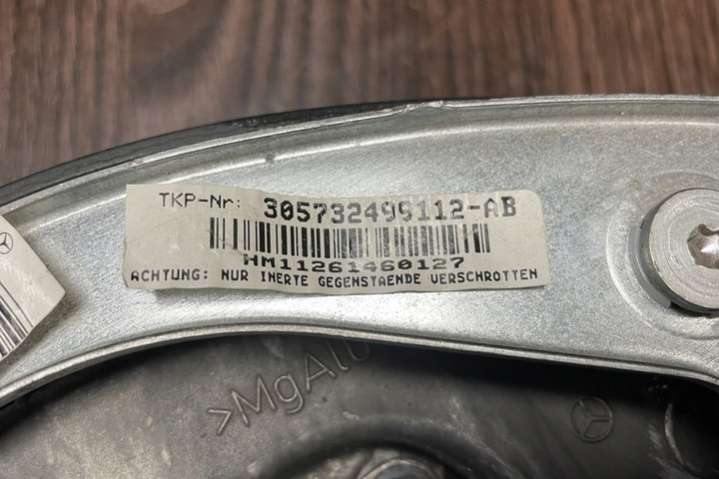 TKP-Nr: 305732499112-AB
HM11261460127
ACHTUNG: NUR INERTE GEGENSTAENDE VERSCHROTTEN
>MgAl